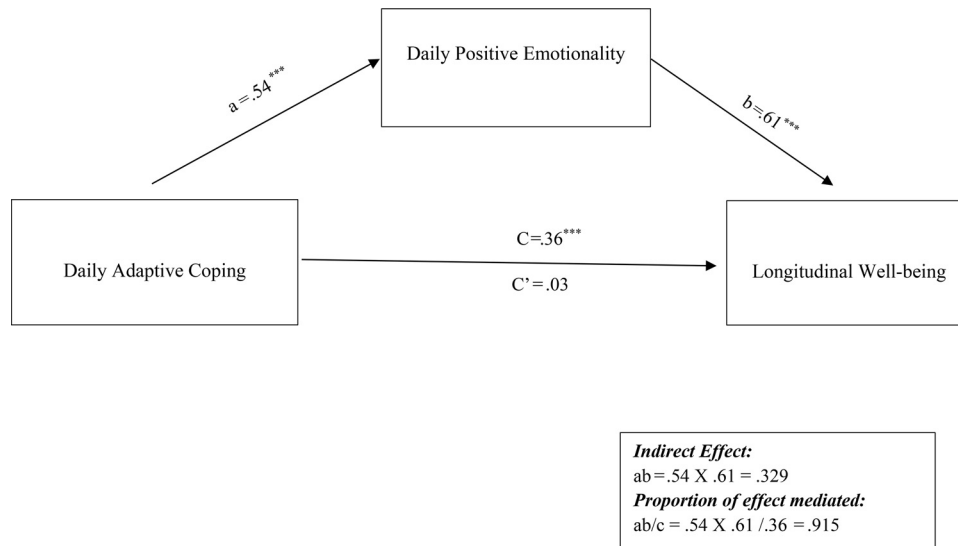 Daily Positive Emotionality
a = .54***
b=.61***
Daily Adaptive Coping
C=.36***
C’ = .03
Longitudinal Well-being
Indirect Effect:
ab = .54 X .61 = .329
Proportion of effect mediated:
ab/c = .54 X .61 /.36 = .915